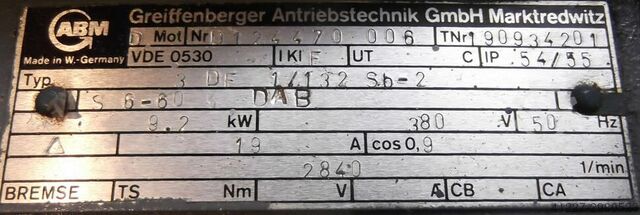 ABM Greiffenberger Antriebstechnik GmbH Marktredwitz
D Mot Nr 0124470 006 TNr 190934201
Made in W.-Germany VDE 0530 I Kl F UT C IP 54/55
Typ 3 DF 1/132 Sb-2
S 6-60 % DAB
9.2 kW 380 V 50 Hz
△ 19 A cos 0,9
2840 1/min
BREMSE TS Nm V A CB CA